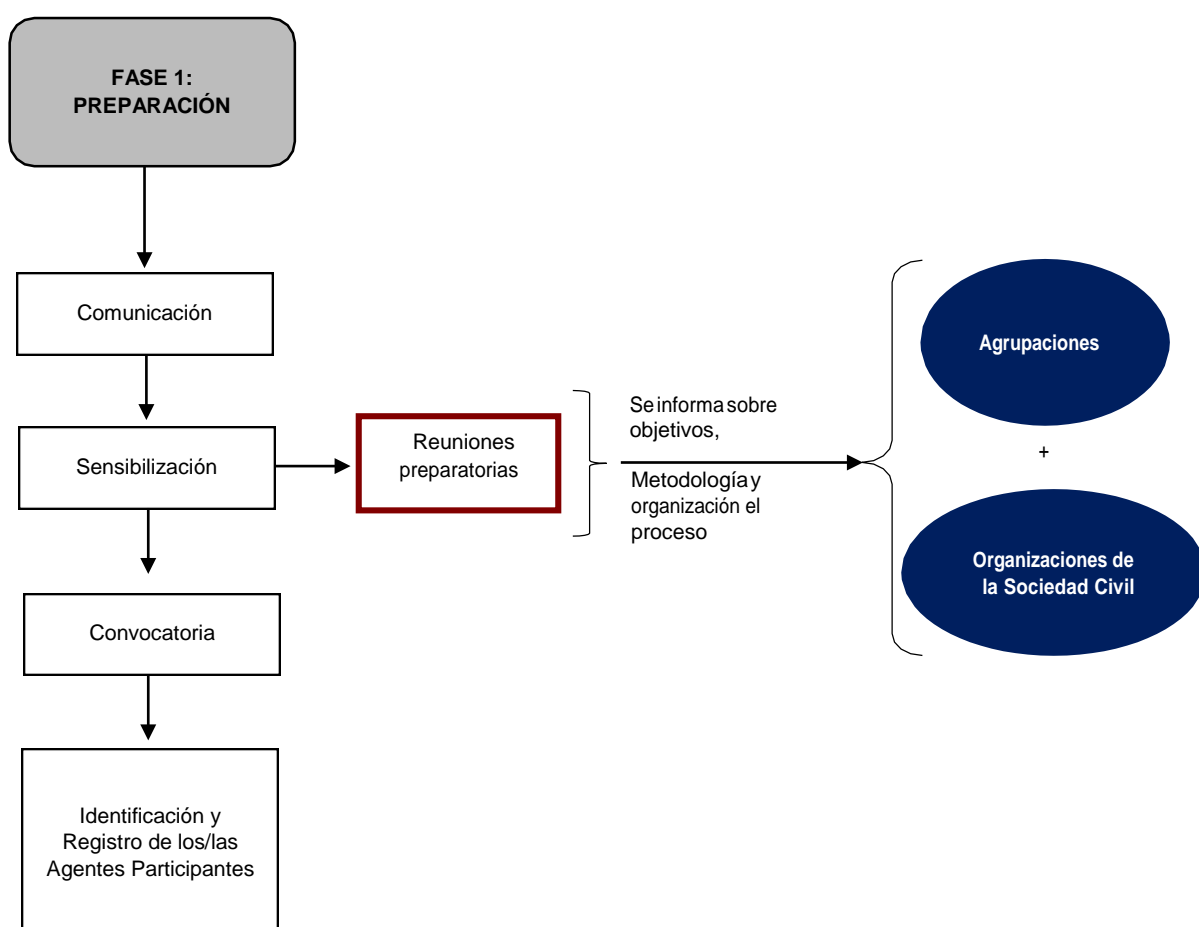 FASE 1:
PREPARACIÓN
Comunicación
Sensibilización
Reuniones
preparatorias
Se informa sobre
objetivos,
Metodología y
organización el
proceso
Agrupaciones
+
Organizaciones de
la Sociedad Civil
Convocatoria
Identificación y
Registro de los/las
Agentes Participantes